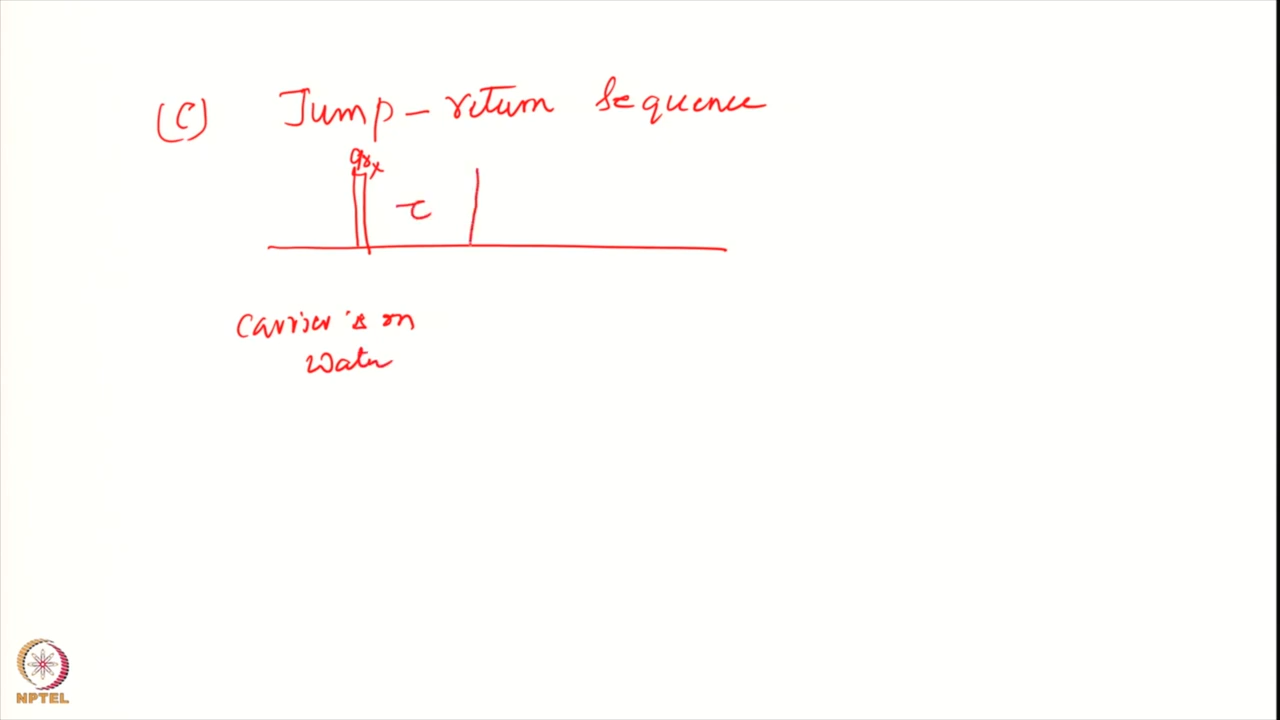 (C) Jump - return Sequence
90x
τ
Carrier is on
Water
NPTEL